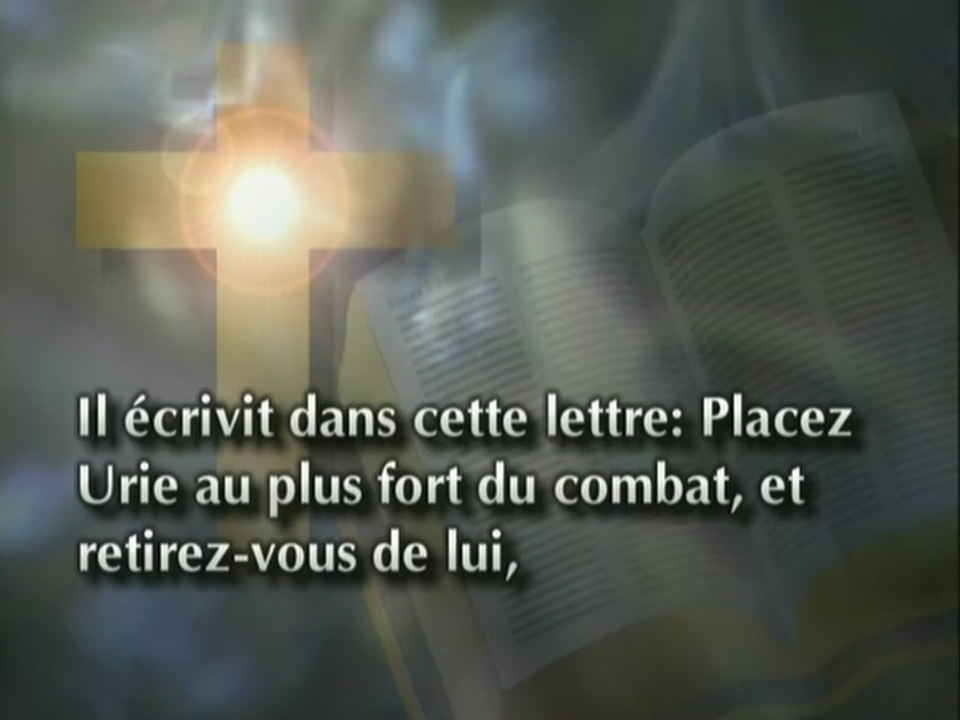 Il écrivit dans cette lettre: Placez
Urie au plus fort du combat, et
retirez-vous de lui,